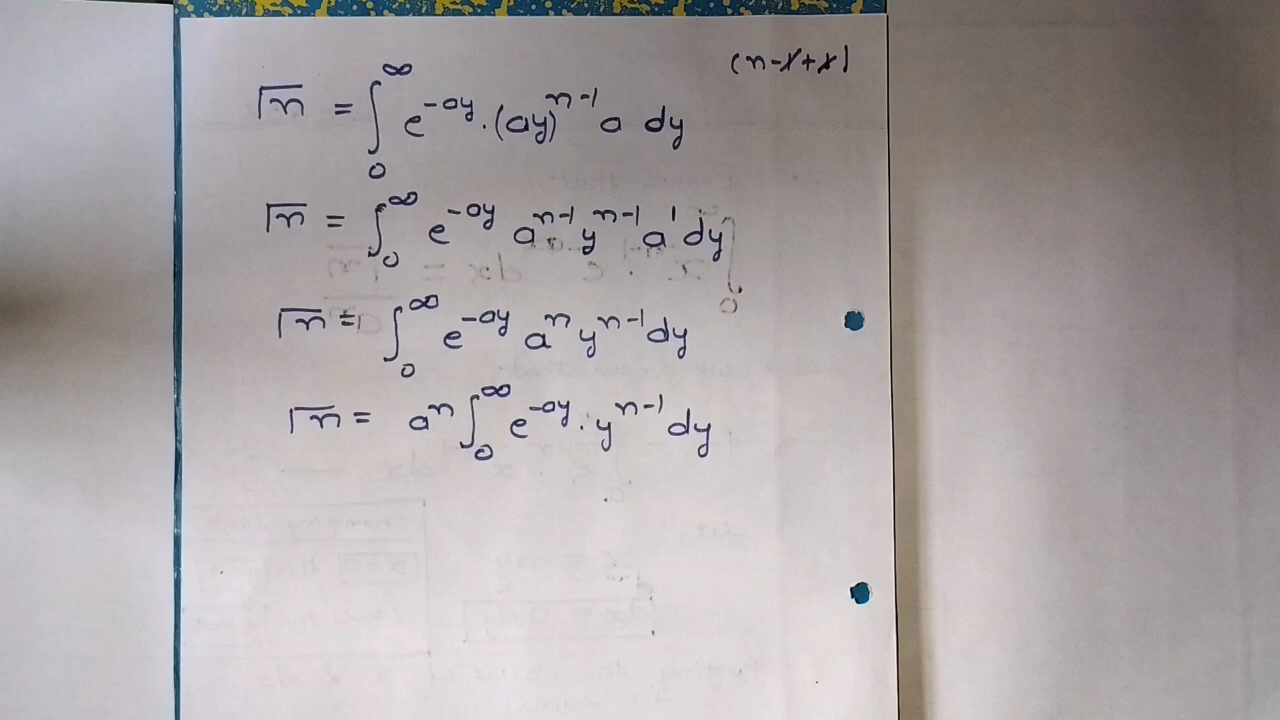 (n-1+1)
Γn = ∫₀^∞ e^{-ay} . (ay)^{n-1} a dy
Γn = ∫₀^∞ e^{-ay} a^{n-1} y^{n-1} a^1 dy
Γn = ∫₀^∞ e^{-ay} a^n y^{n-1} dy
Γn = a^n ∫₀^∞ e^{-ay} . y^{n-1} dy